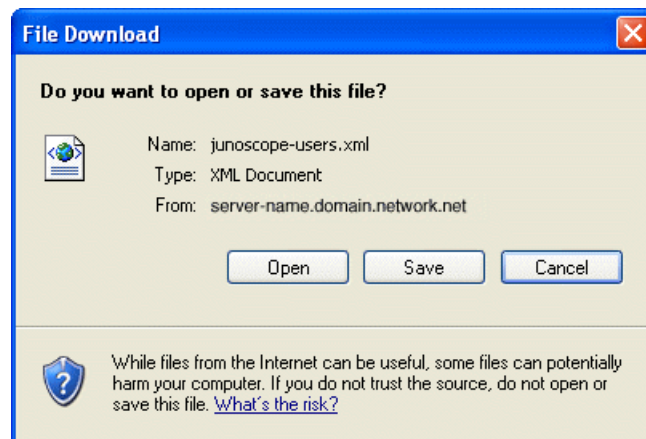 File Download
Do you want to open or save this file?
Name: junoscope-users.xml
Type: XML Document
From: server-name.domain.network.net
Open Save Cancel
While files from the Internet can be useful, some files can potentially
harm your computer. If you do not trust the source, do not open or
save this file. What's the risk?